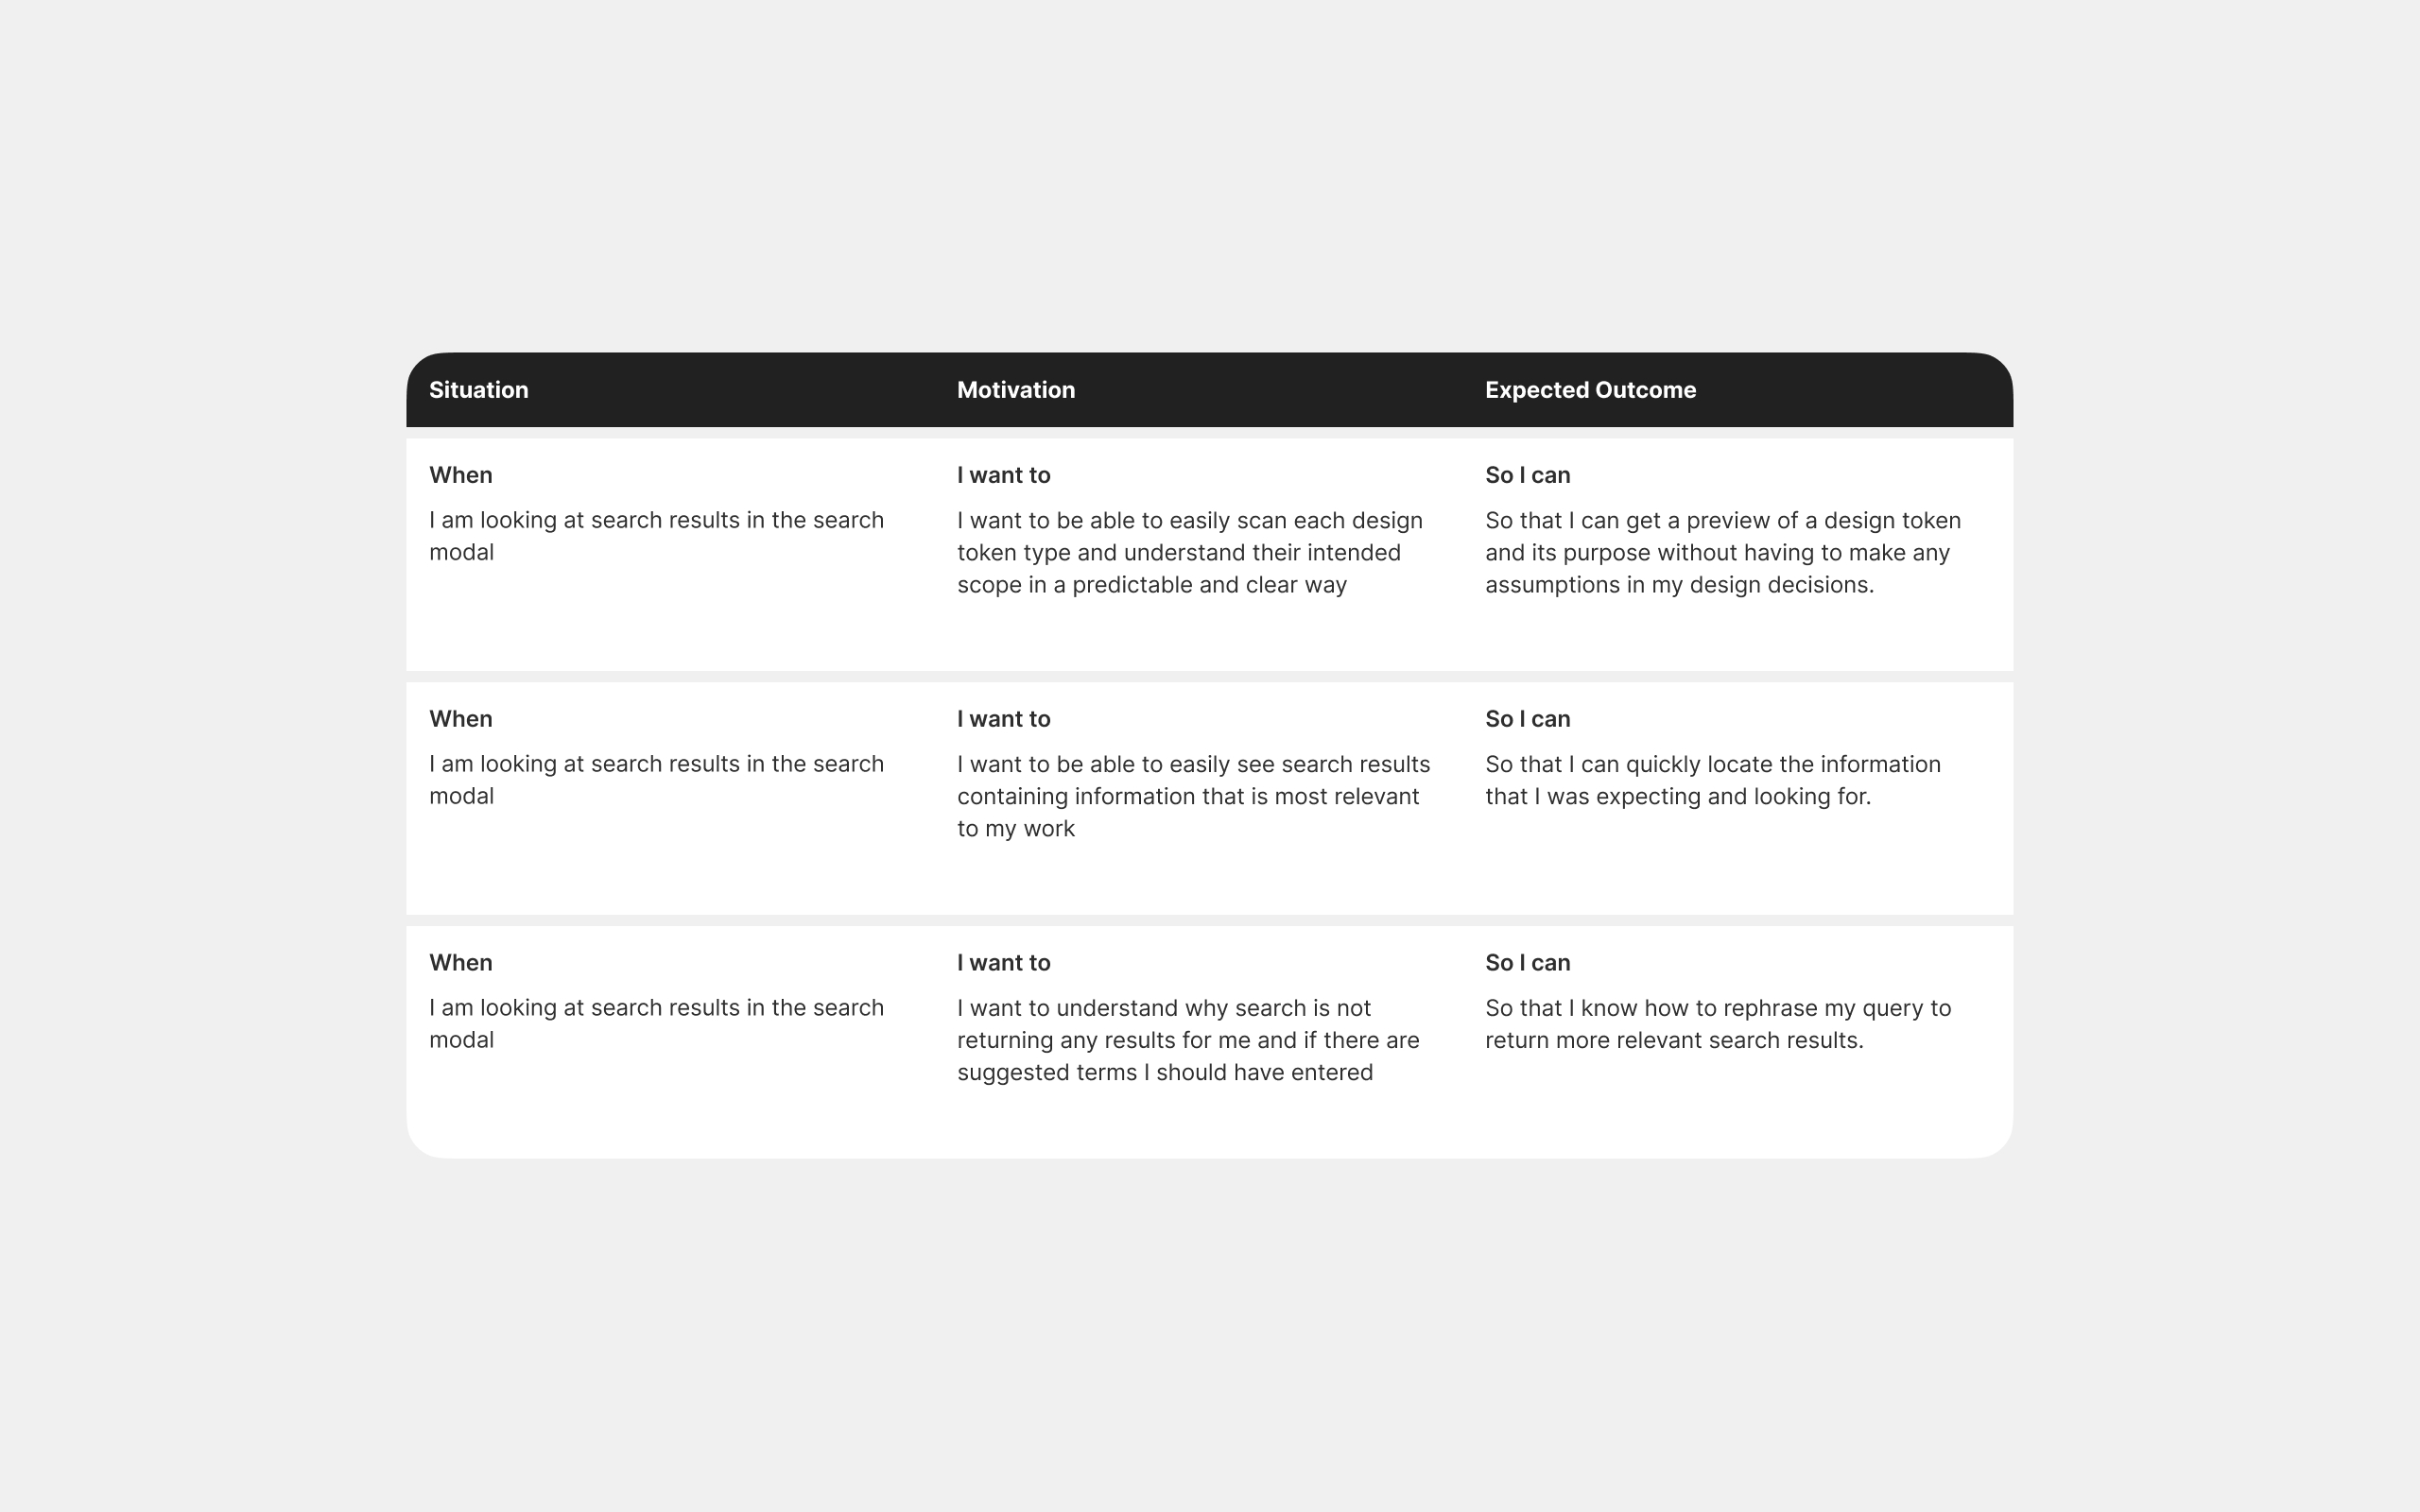 Situation
Motivation
Expected Outcome
When
I am looking at search results in the search
modal
I want to
I want to be able to easily scan each design
token type and understand their intended
scope in a predictable and clear way
So I can
So that I can get a preview of a design token
and its purpose without having to make any
assumptions in my design decisions.
When
I am looking at search results in the search
modal
I want to
I want to be able to easily see search results
containing information that is most relevant
to my work
So I can
So that I can quickly locate the information
that I was expecting and looking for.
When
I am looking at search results in the search
modal
I want to
I want to understand why search is not
returning any results for me and if there are
suggested terms I should have entered
So I can
So that I know how to rephrase my query to
return more relevant search results.